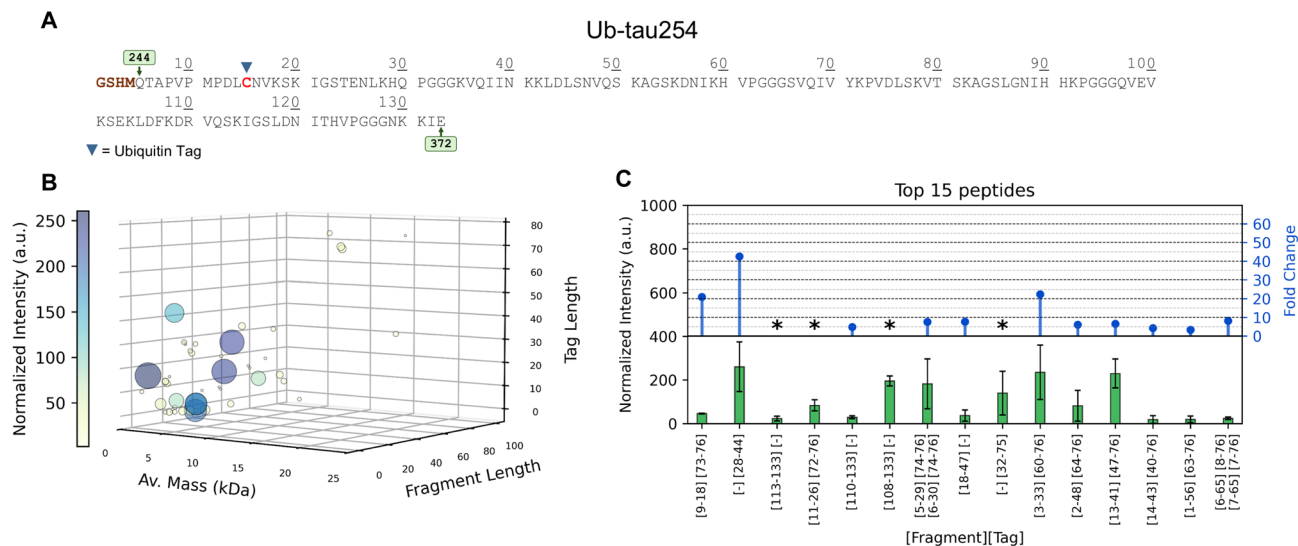 A
Ub-tau254
244
10 20 30 40 50 60 70 80 90 100
GSHMQTAPVP MPDLCNVKSK IGSTENLKHQ PGGGKVQIIN KKLDLSNVQS KAGSKDNIKH VPGGGSVQIV YKPVDLSKVT SKAGSLGNIH HKPGGGQVEV
110 120 130
KSEKLDFKDR VQSKIGSLDN ITHVPGGGNK KIE
372
= Ubiquitin Tag
B
Normalized Intensity (a.u.)
250
200
150
100
50
80
70
60
50
40
30
20
10
0
Tag Length
0 5 10 15 20 25
Av. Mass (kDa)
0 20 40 60 80 100
Fragment Length
C
Top 15 peptides
Normalized Intensity (a.u.)
1000
800
600
400
200
0
60
50
40
30
20
10
0
Fold Change
* * * *
[9-18] [73-76]
[-] [28-44]
[113-133] [-]
[11-26] [72-76]
[110-133] [-]
[108-133] [-]
[5-29] [74-76]
[6-30] [74-76]
[18-47] [-]
[-] [32-75]
[3-33] [60-76]
[2-48] [64-76]
[13-41] [47-76]
[14-43] [40-76]
[1-56] [63-76]
[6-65] [8-76]
[7-65] [7-76]
[Fragment][Tag]